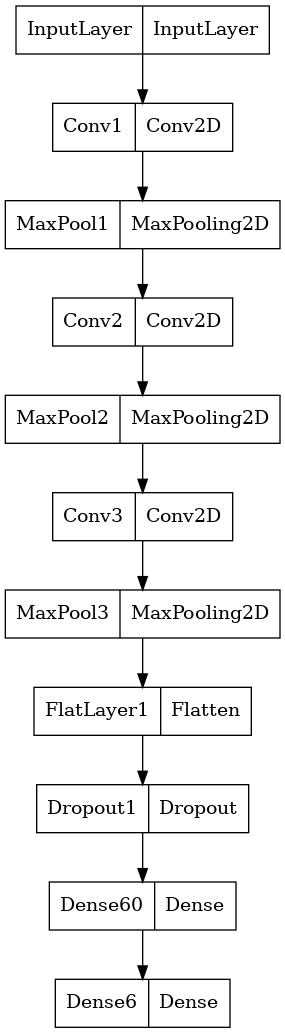 InputLayer InputLayer
Conv1 Conv2D
MaxPool1 MaxPooling2D
Conv2 Conv2D
MaxPool2 MaxPooling2D
Conv3 Conv2D
MaxPool3 MaxPooling2D
FlatLayer1 Flatten
Dropout1 Dropout
Dense60 Dense
Dense6 Dense